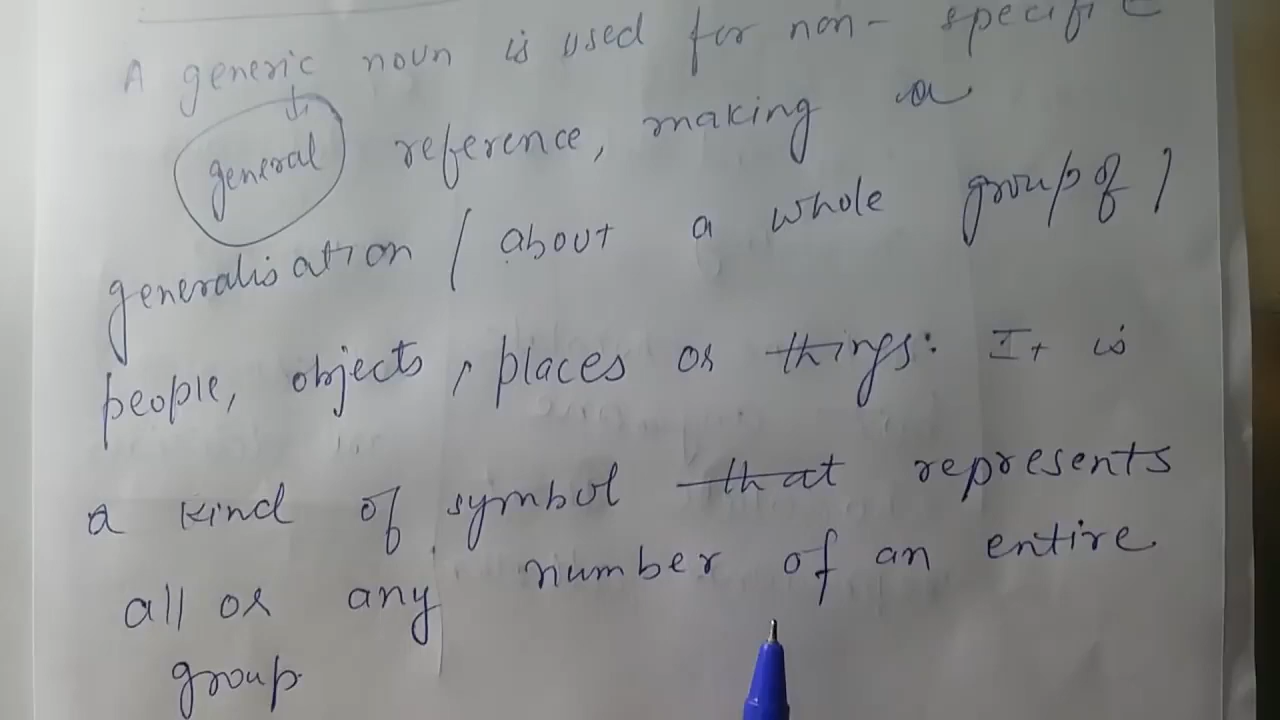 A generic noun is used for non- specific
general reference, making a
generalisation / about a whole group of /
people, objects, places or things: It is
a kind of symbol that represents
all or any number of an entire
group.